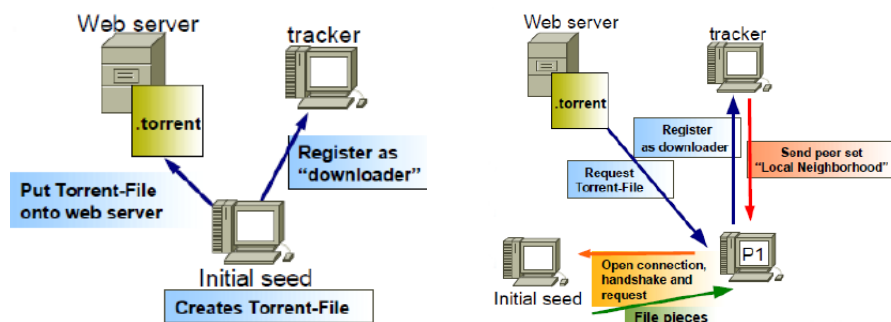 Web server
tracker
.torrent
Register as
"downloader"
Put Torrent-File
onto web server
Initial seed
Creates Torrent-File
Web server
tracker
.torrent
Register
as downloader
Send poor set
"Local Neighborhood"
Request
Torrent-File
P1
Open connection,
handshake and
request
Initial seed
File pieces